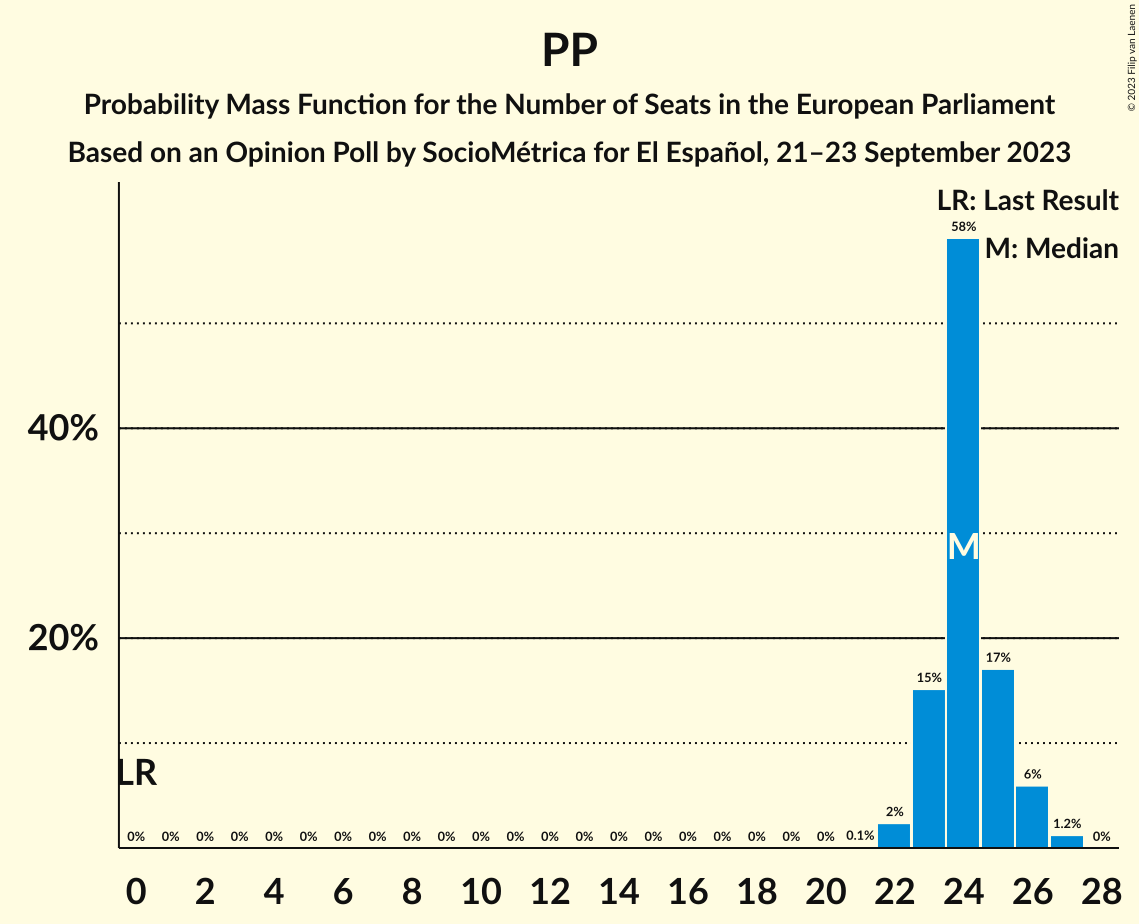 PP
Probability Mass Function for the Number of Seats in the European Parliament
Based on an Opinion Poll by SocioMétrica for El Español, 21–23 September 2023
© 2023 Filip van Laenen
LR: Last Result
M: Median
58%
40%
M
20%
17%
15%
LR
6%
2%
1.2%
0% 0% 0% 0% 0% 0% 0% 0% 0% 0% 0% 0% 0% 0% 0% 0% 0% 0% 0% 0% 0% 0.1% 0%
0 2 4 6 8 10 12 14 16 18 20 22 24 26 28